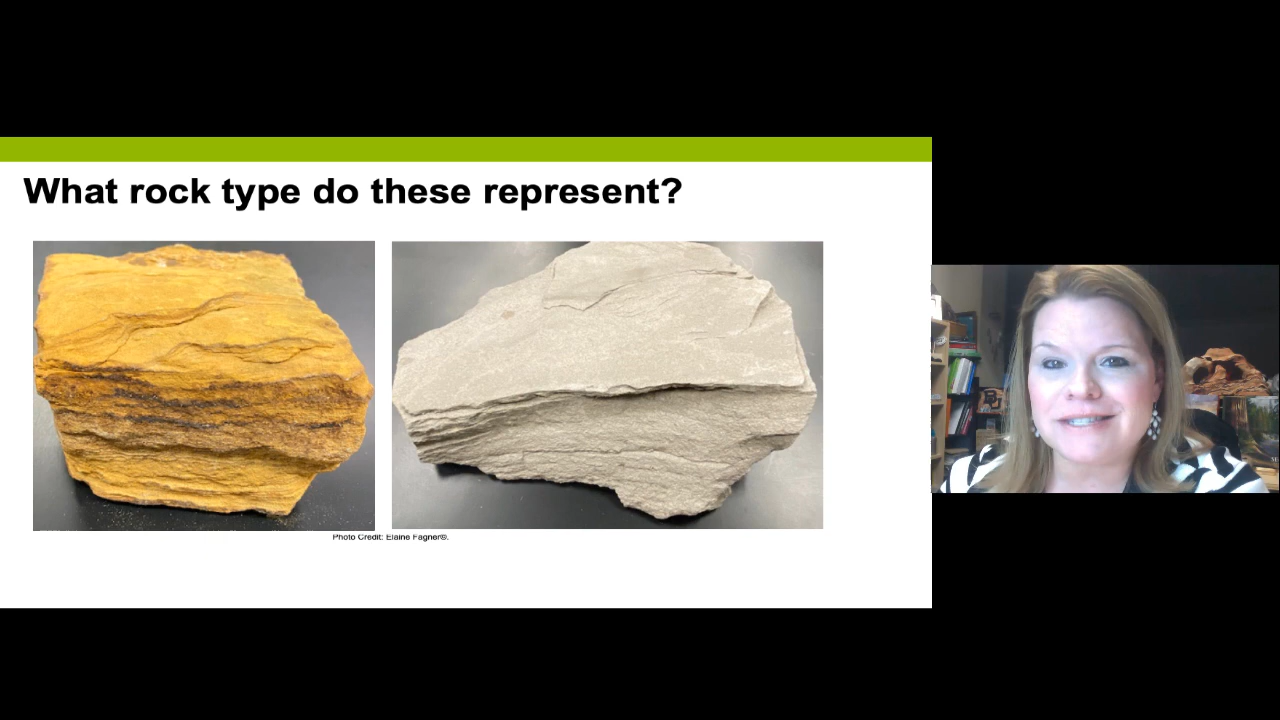 What rock type do these represent?
Photo Credit: Elaine Fagner©.